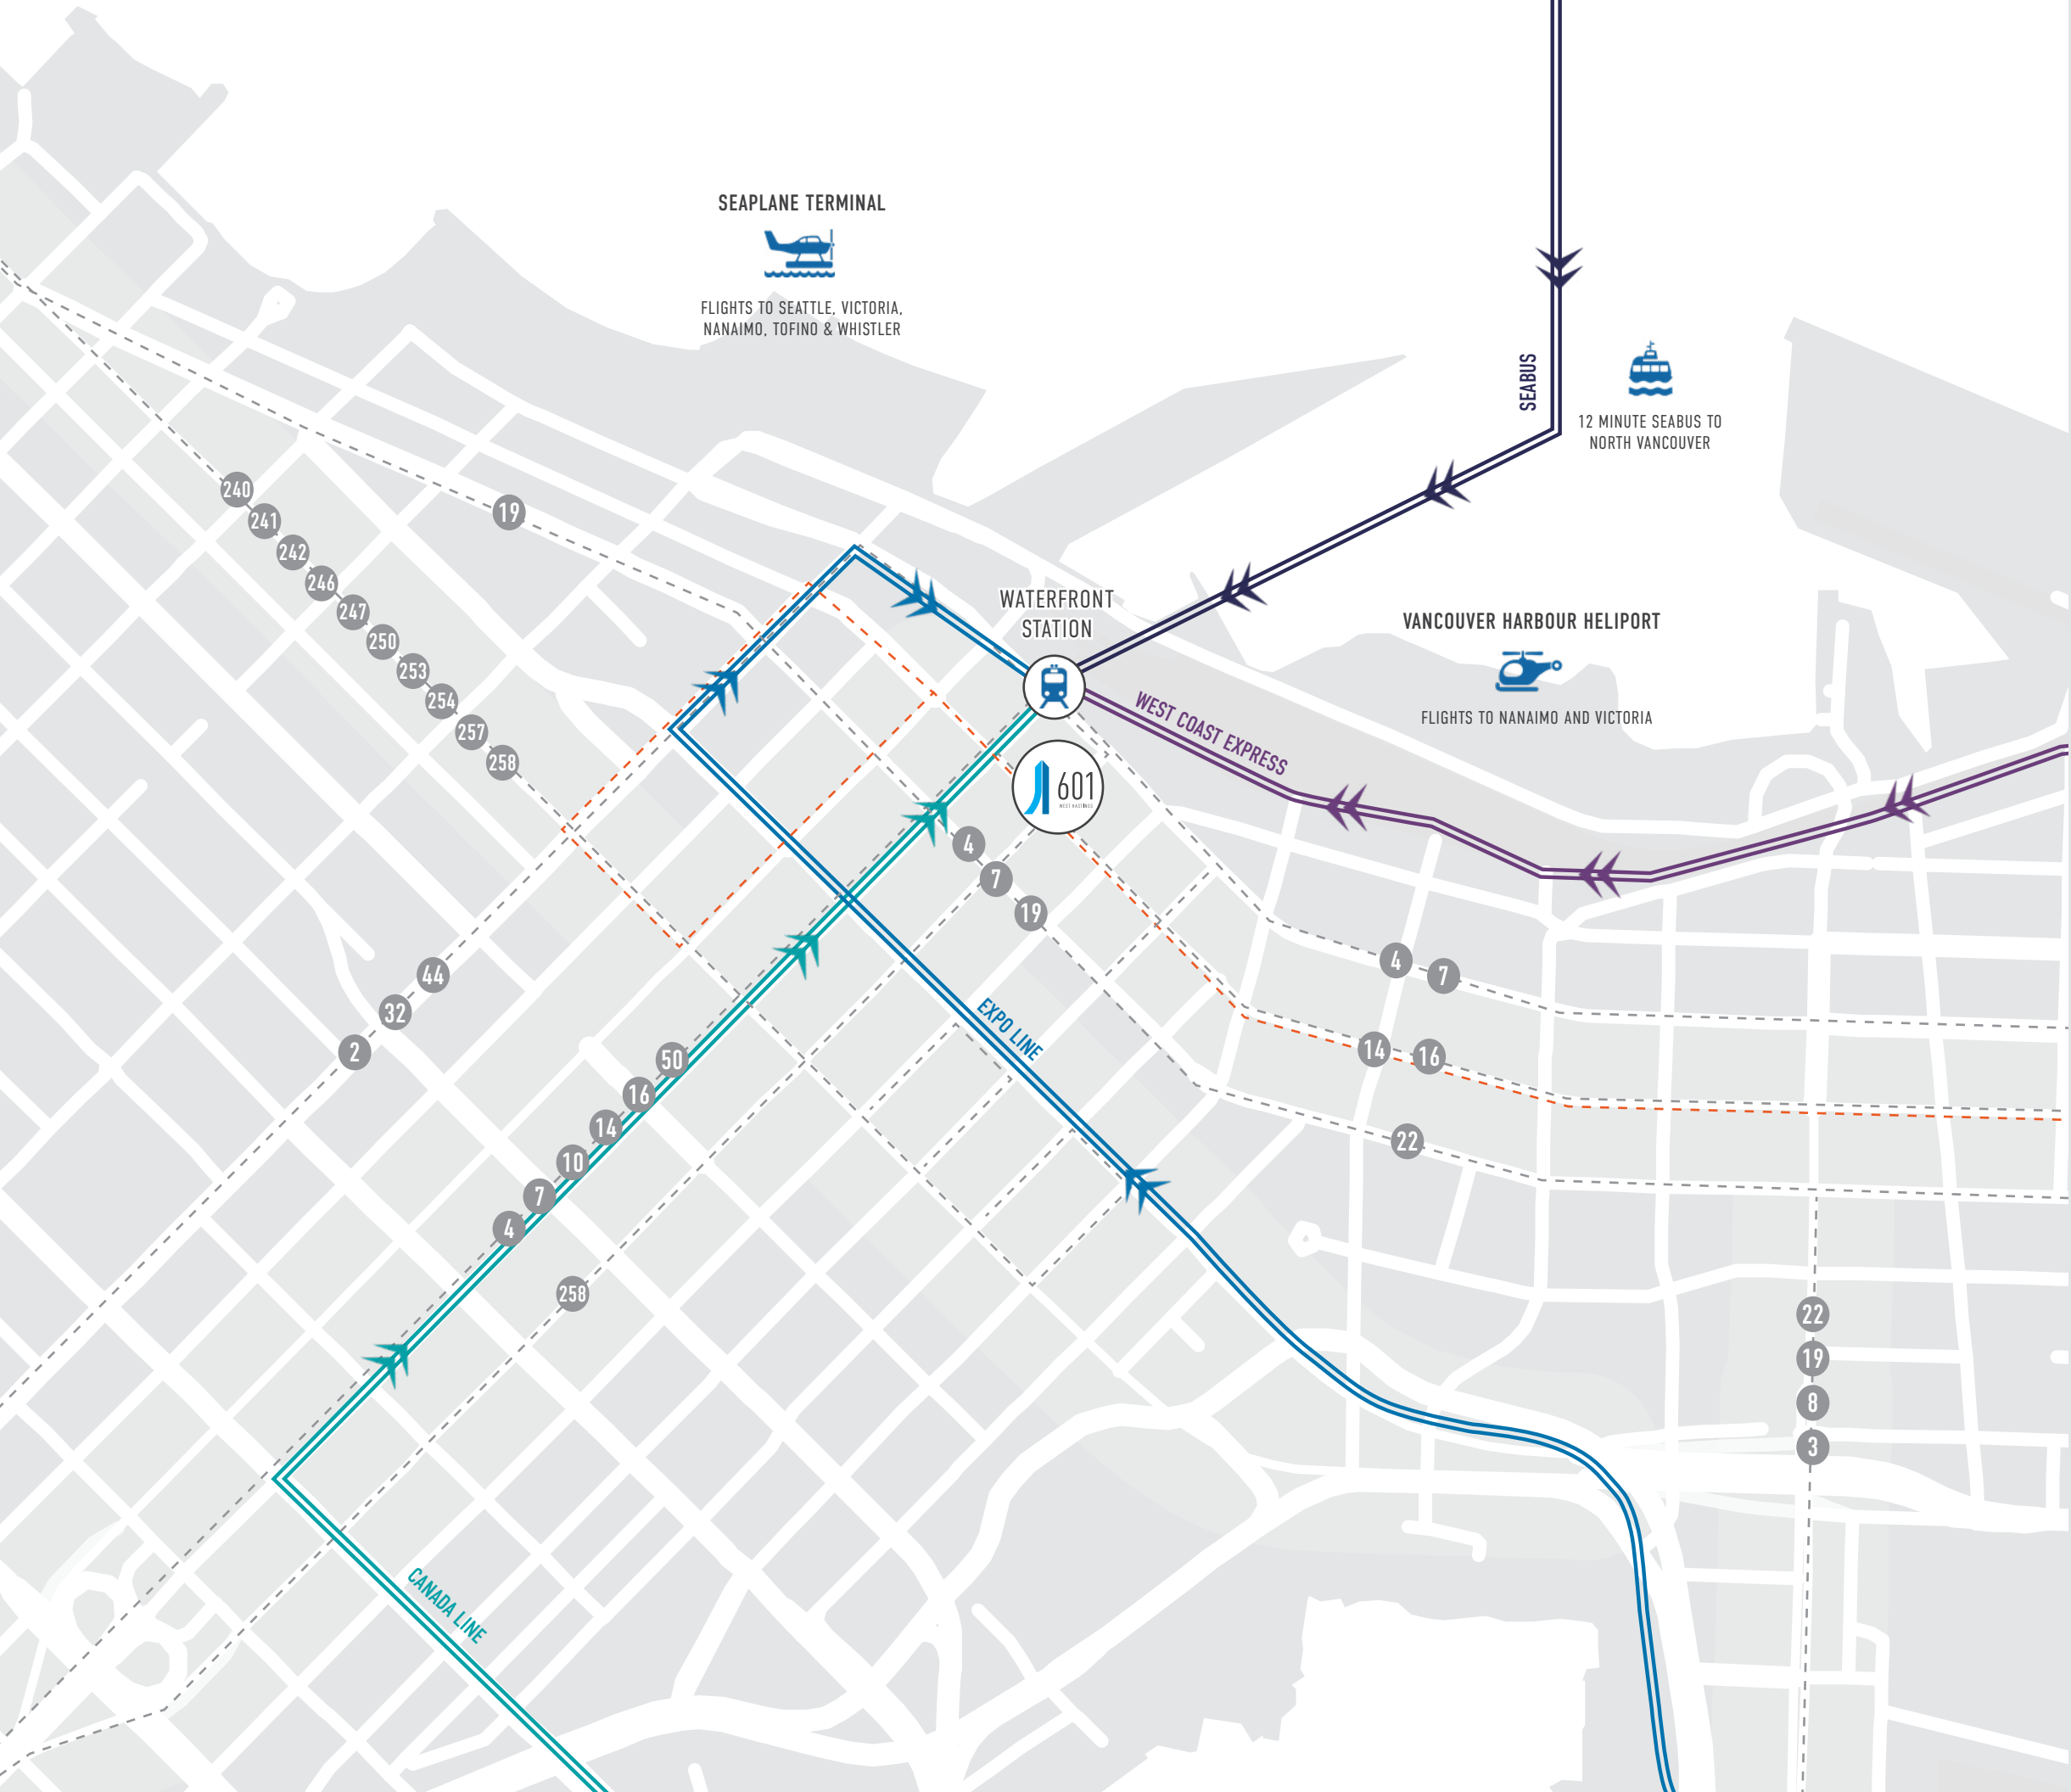 SEAPLANE TERMINAL
FLIGHTS TO SEATTLE, VICTORIA,
NANAIMO, TOFINO & WHISTLER
SEABUS
12 MINUTE SEABUS TO
NORTH VANCOUVER
240
241
242
246
247
250
253
254
257
258
19
WATERFRONT
STATION
VANCOUVER HARBOUR HELIPORT
FLIGHTS TO NANAIMO AND VICTORIA
WEST COAST EXPRESS
601
WEST HASTINGS
4
7
19
4
7
44
32
2
EXPO LINE
14
16
50
16
14
10
7
4
22
258
22
19
8
3
CANADA LINE